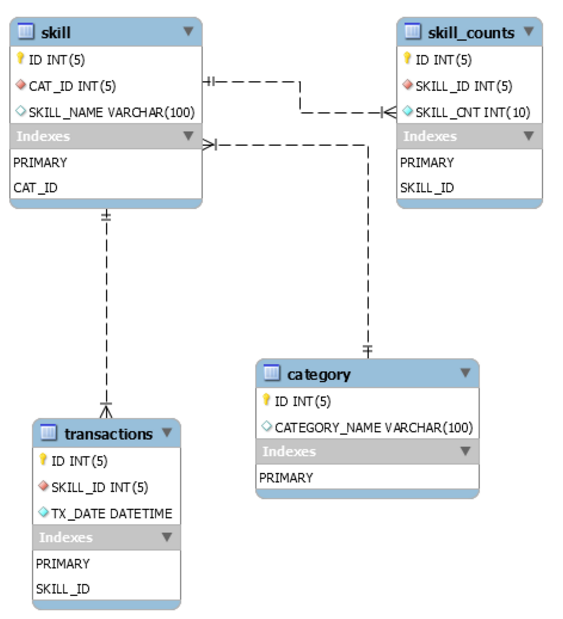 skill
ID INT(5)
CAT_ID INT(5)
SKILL_NAME VARCHAR(100)
Indexes
PRIMARY
CAT_ID
skill_counts
ID INT(5)
SKILL_ID INT(5)
SKILL_CNT INT(10)
Indexes
PRIMARY
SKILL_ID
category
ID INT(5)
CATEGORY_NAME VARCHAR(100)
Indexes
PRIMARY
transactions
ID INT(5)
SKILL_ID INT(5)
TX_DATE DATETIME
Indexes
PRIMARY
SKILL_ID